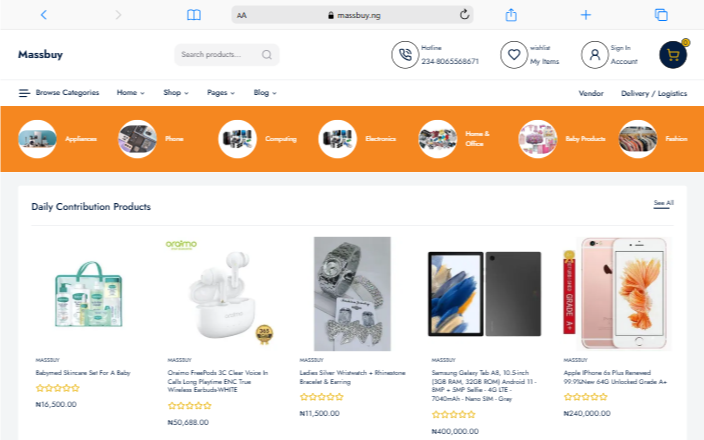 AA massbuy.ng
Massbuy
Search products...
Hotline
234-8065568671
wishlist
My Items
Sign In
Account
Browse Categories Home Shop Pages Blog Vendor Delivery / Logistics
Appliances Phone Computing Electronics Home &
Office Baby Products Fashion
Daily Contribution Products See All
MASSBUY
Babymed Skincare Set For A Baby
₦16,500.00
oraimo
MASSBUY
Oraimo FreePods 3C Clear Voice In
Calls Long Playtime ENC True
Wireless Earbuds-WHITE
₦50,688.00
MASSBUY
Ladies Silver Wristwatch + Rhinestone
Bracelet & Earring
₦11,500.00
MASSBUY
Samsung Galaxy Tab A8, 10.5-inch
(3GB RAM, 32GB ROM) Android 11 -
8MP + 5MP Selfie - 4G LTE -
7040mAh - Nano SIM - Gray
₦400,000.00
GRADE A+
MASSBUY
Apple IPhone 6s Plus Renewed
99.9%New 64G Unlocked Grade A+
₦240,000.00